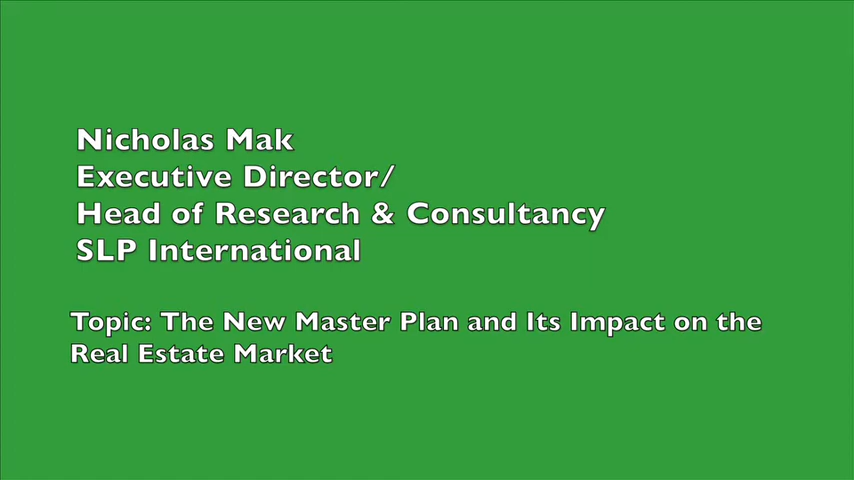 Nicholas Mak
Executive Director/
Head of Research & Consultancy
SLP International
Topic: The New Master Plan and Its Impact on the
Real Estate Market